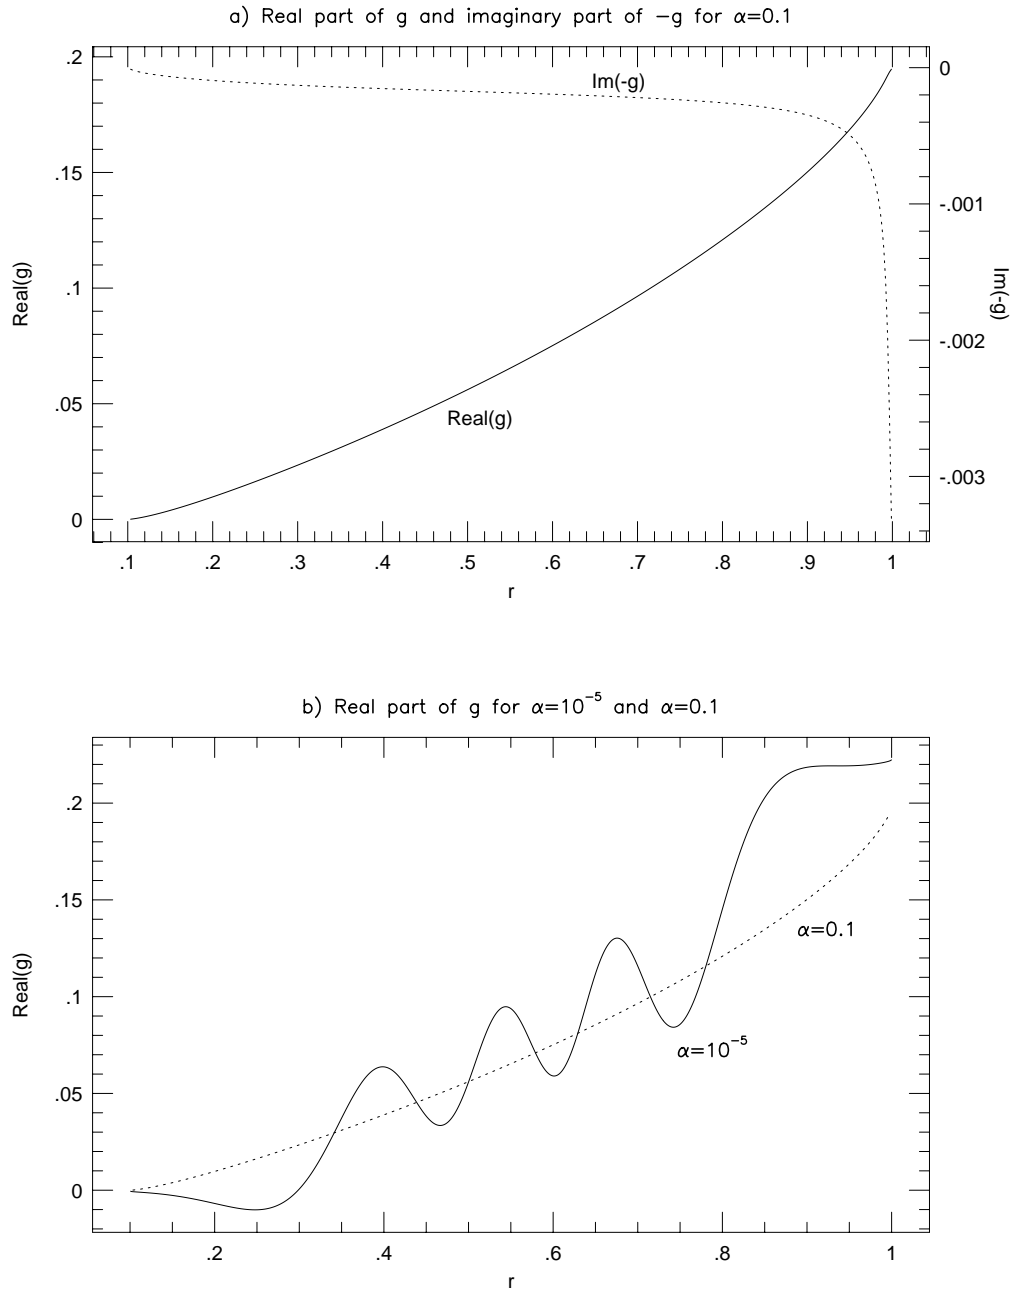 a) Real part of g and imaginary part of −g for α=0.1
.2
.15
.1
.05
0
Real(g)
0
-.001
-.002
-.003
Im(-g)
Im(-g)
Real(g)
.1 .2 .3 .4 .5 .6 .7 .8 .9 1
r
b) Real part of g for α=10⁻⁵ and α=0.1
.2
.15
.1
.05
0
Real(g)
α=0.1
α=10⁻⁵
.2 .4 .6 .8 1
r